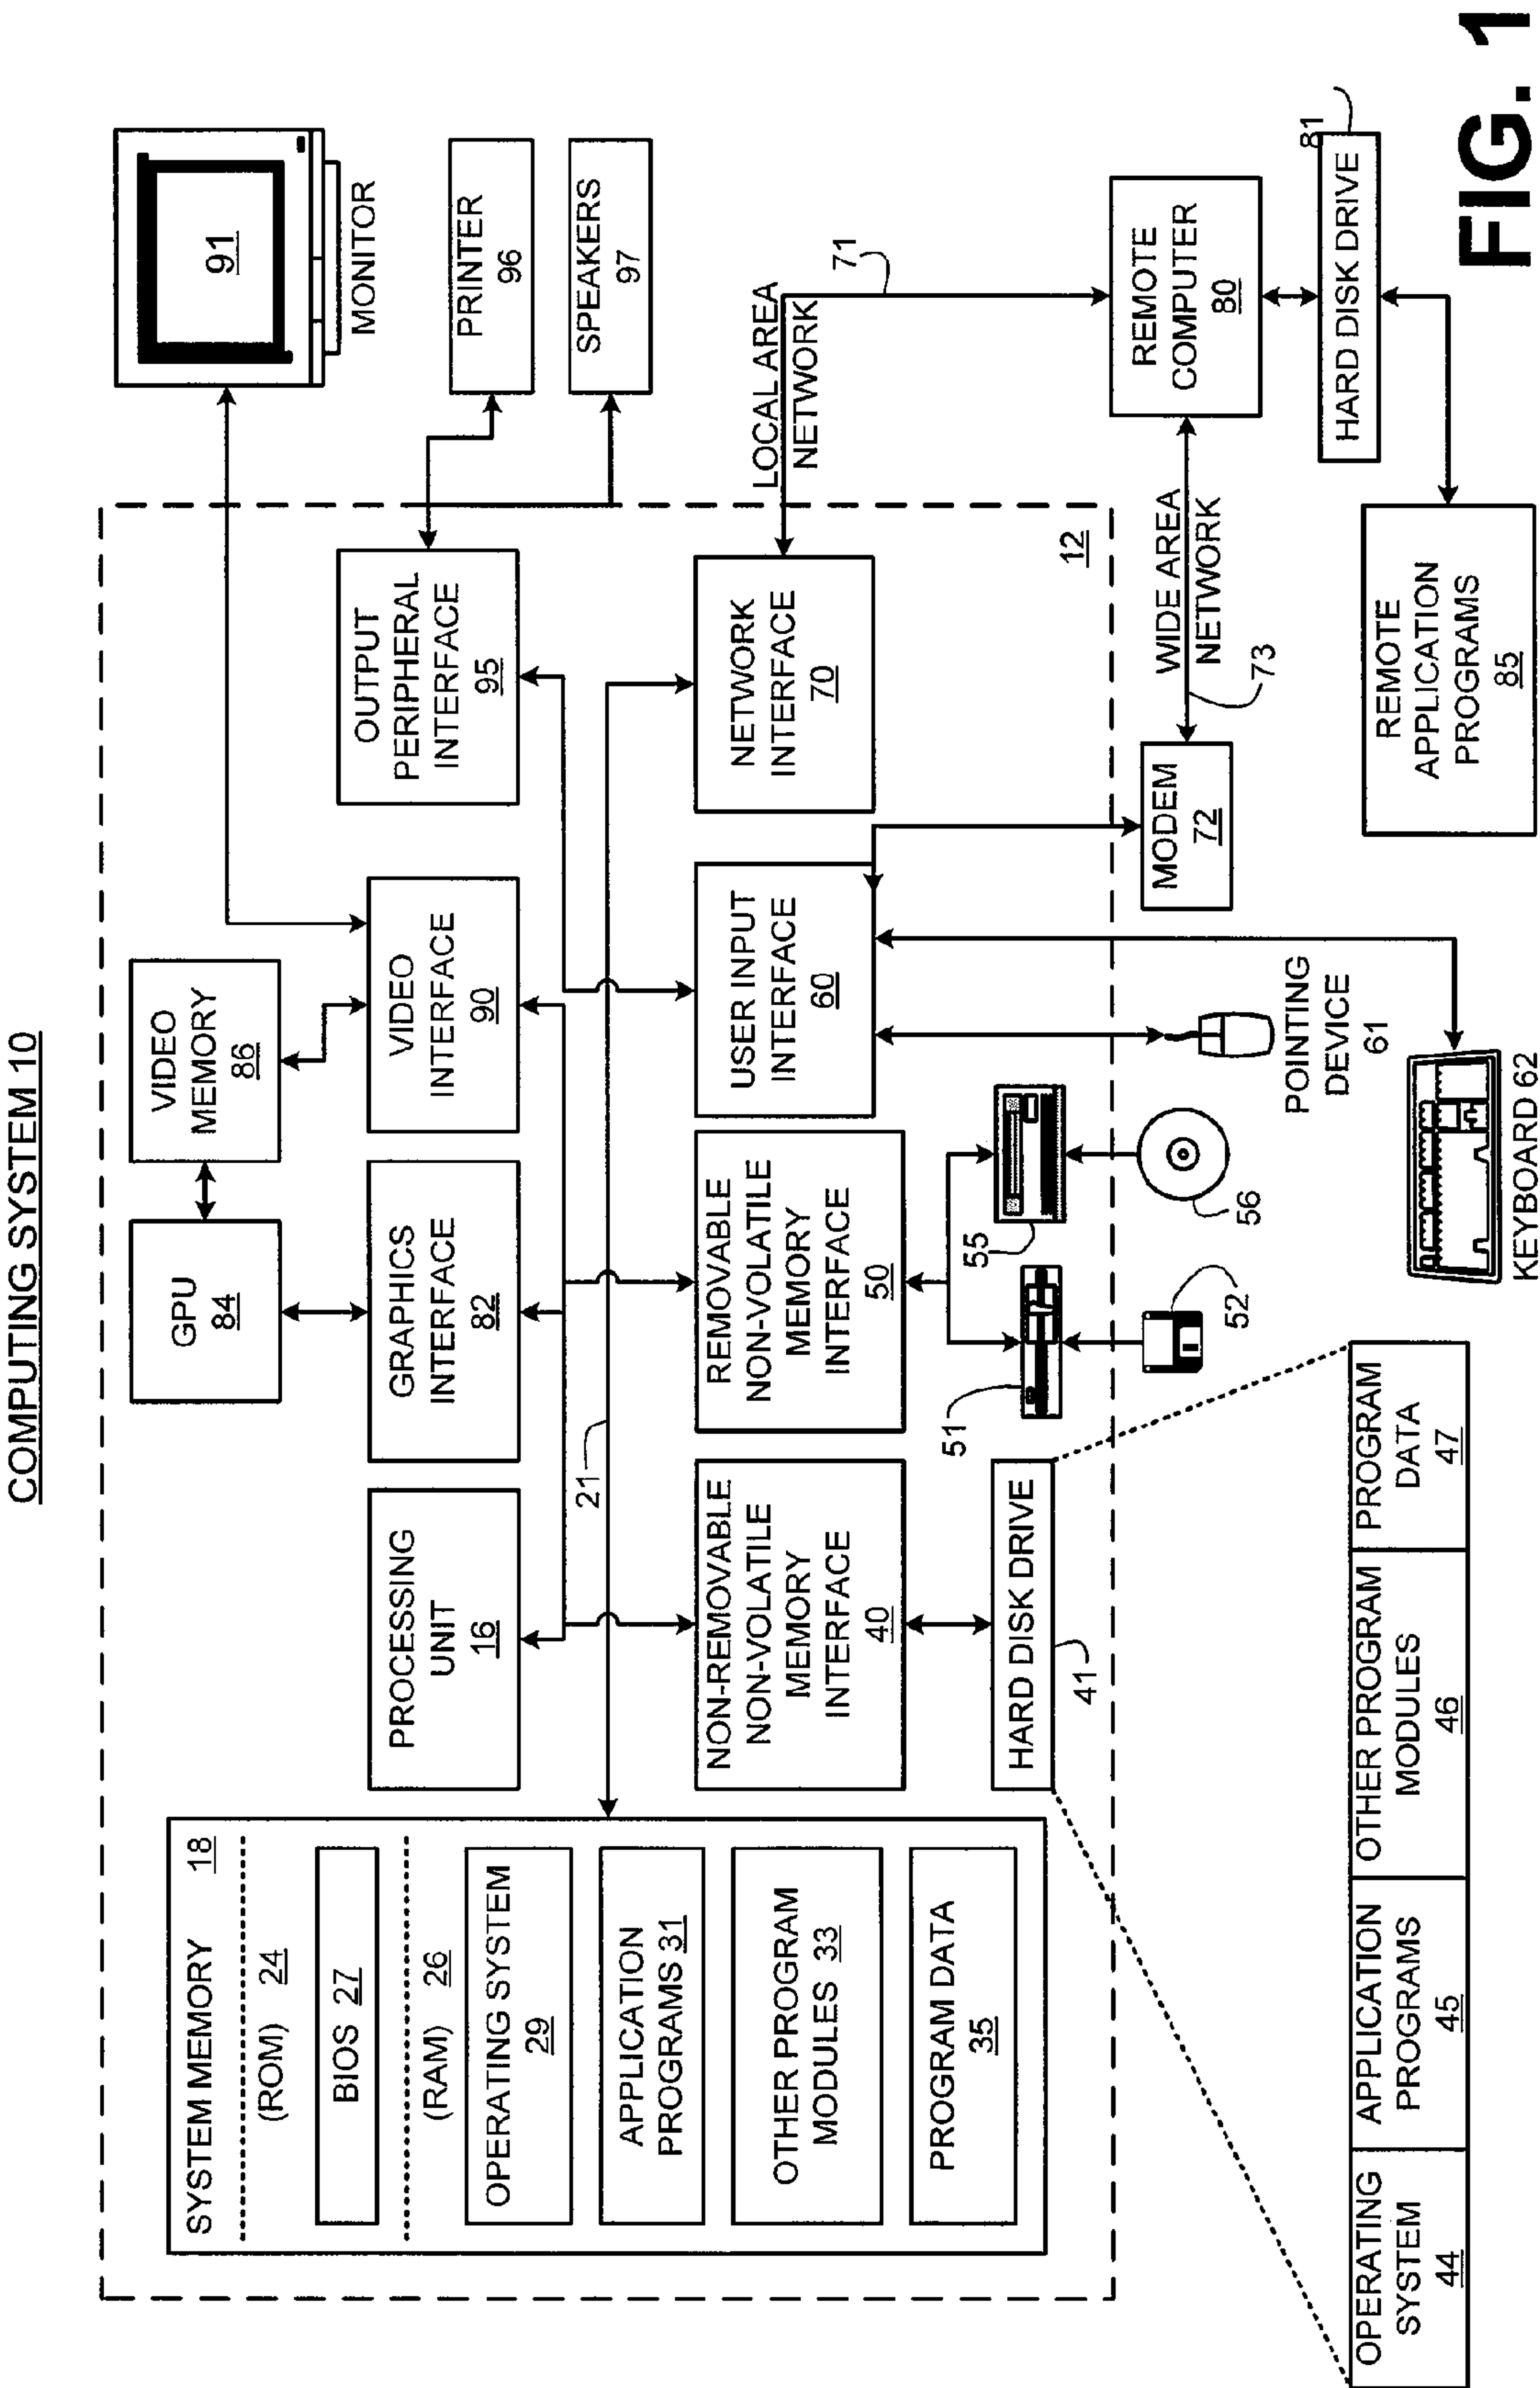 COMPUTING SYSTEM 10
SYSTEM MEMORY 18
(ROM) 24
BIOS 27
(RAM) 26
OPERATING SYSTEM
29
APPLICATION
PROGRAMS 31
OTHER PROGRAM
MODULES 33
PROGRAM DATA
35
PROCESSING
UNIT
16
GPU
84
GRAPHICS
INTERFACE
82
VIDEO
MEMORY
86
VIDEO
INTERFACE
90
OUTPUT
PERIPHERAL
INTERFACE
95
91
MONITOR
PRINTER
96
SPEAKERS
97
21
NON-REMOVABLE
NON-VOLATILE
MEMORY
INTERFACE
40
REMOVABLE
NON-VOLATILE
MEMORY
INTERFACE
50
USER INPUT
INTERFACE
60
NETWORK
INTERFACE
70
LOCAL AREA
NETWORK
71
HARD DISK DRIVE
41
51
55
52
56
12
MODEM
72
WIDE AREA
NETWORK
73
REMOTE
COMPUTER
80
81
HARD DISK DRIVE
POINTING
DEVICE
61
KEYBOARD 62
REMOTE
APPLICATION
PROGRAMS
85
OPERATING
SYSTEM
44
APPLICATION
PROGRAMS
45
OTHER PROGRAM
MODULES
46
PROGRAM
DATA
47
FIG. 1